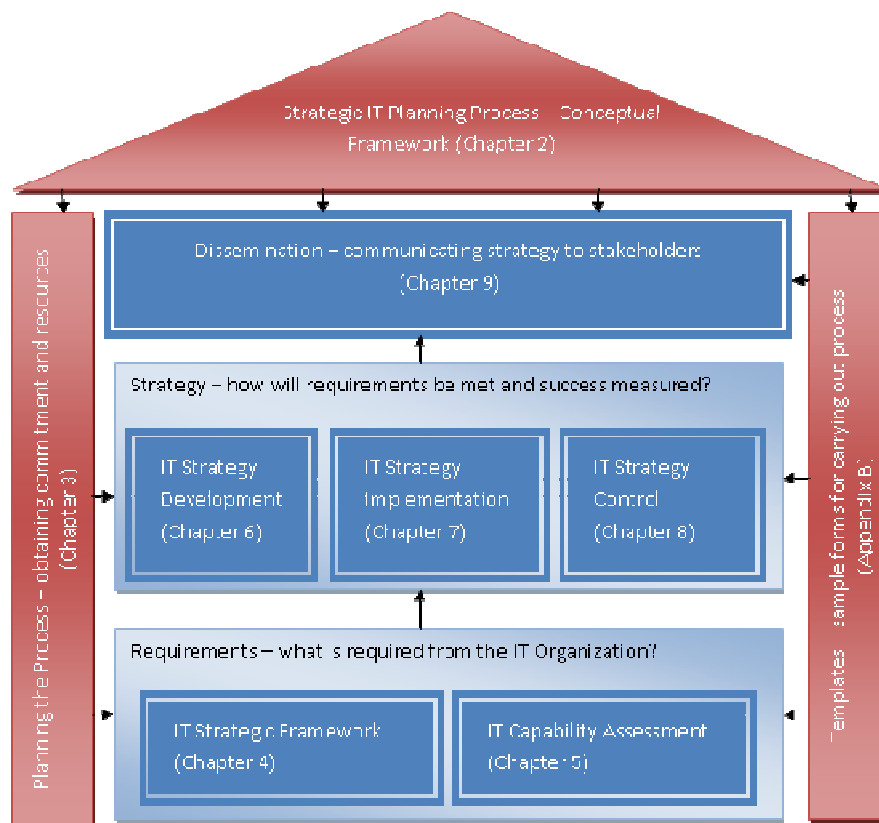 Strategic IT Planning Process – Conceptual
Framework (Chapter 2)
Planning the Process – obtaining commitment and resources
(Chapter 3)
Dissemination – communicating strategy to stakeholders
(Chapter 9)
Strategy – how will requirements be met and success measured?
IT Strategy
Development
(Chapter 6)
IT Strategy
Implementation
(Chapter 7)
IT Strategy
Control
(Chapter 8)
Requirements – what is required from the IT Organization?
IT Strategic Framework
(Chapter 4)
IT Capability Assessment
(Chapter 5)
Templates – sample forms for carrying out process
(Appendix B)